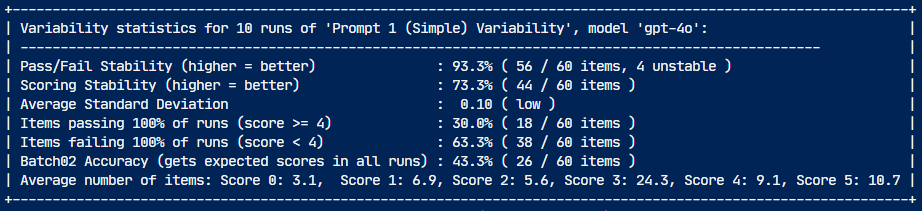 Variability statistics for 10 runs of 'Prompt 1 (Simple) Variability', model 'gpt-4o':
Pass/Fail Stability (higher = better) : 93.3% ( 56 / 60 items, 4 unstable )
Scoring Stability (higher = better) : 73.3% ( 44 / 60 items )
Average Standard Deviation : 0.10 ( low )
Items passing 100% of runs (score >= 4) : 30.0% ( 18 / 60 items )
Items failing 100% of runs (score < 4) : 63.3% ( 38 / 60 items )
Batch02 Accuracy (gets expected scores in all runs) : 43.3% ( 26 / 60 items )
Average number of items: Score 0: 3.1, Score 1: 6.9, Score 2: 5.6, Score 3: 24.3, Score 4: 9.1, Score 5: 10.7